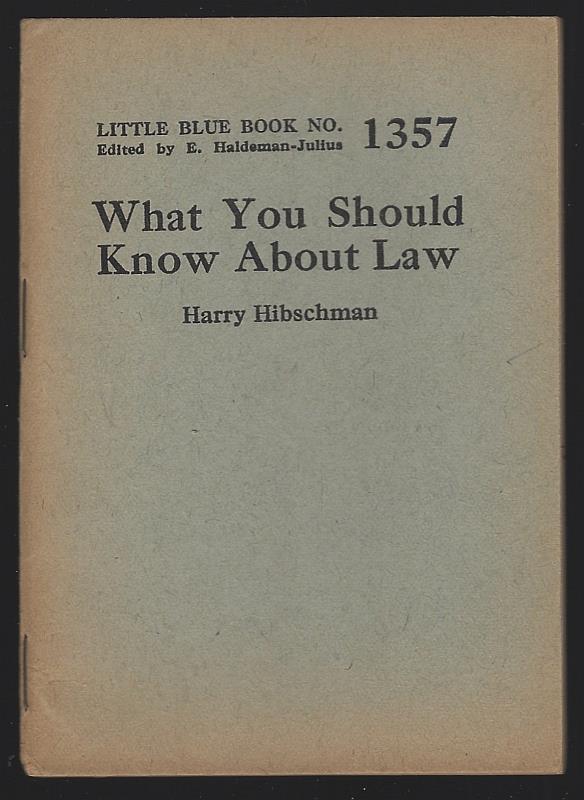 LITTLE BLUE BOOK NO. 1357
Edited by E. Haldeman-Julius
What You Should
Know About Law
Harry Hibschman